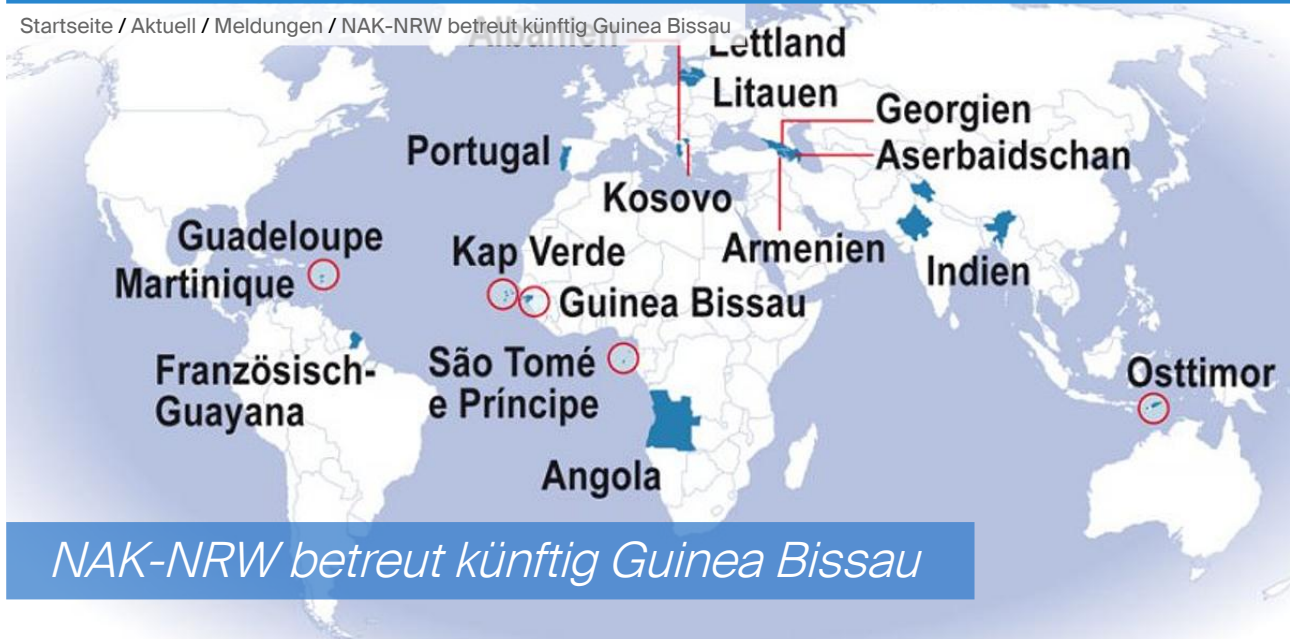 Startseite / Aktuell / Meldungen / NAK-NRW betreut künftig Guinea Bissau
Albanien
Lettland
Litauen
Georgien
Portugal
Aserbaidschan
Kosovo
Guadeloupe
Kap Verde
Armenien
Indien
Martinique
Guinea Bissau
Französisch-
Guayana
São Tomé
e Príncipe
Osttimor
Angola
NAK-NRW betreut künftig Guinea Bissau